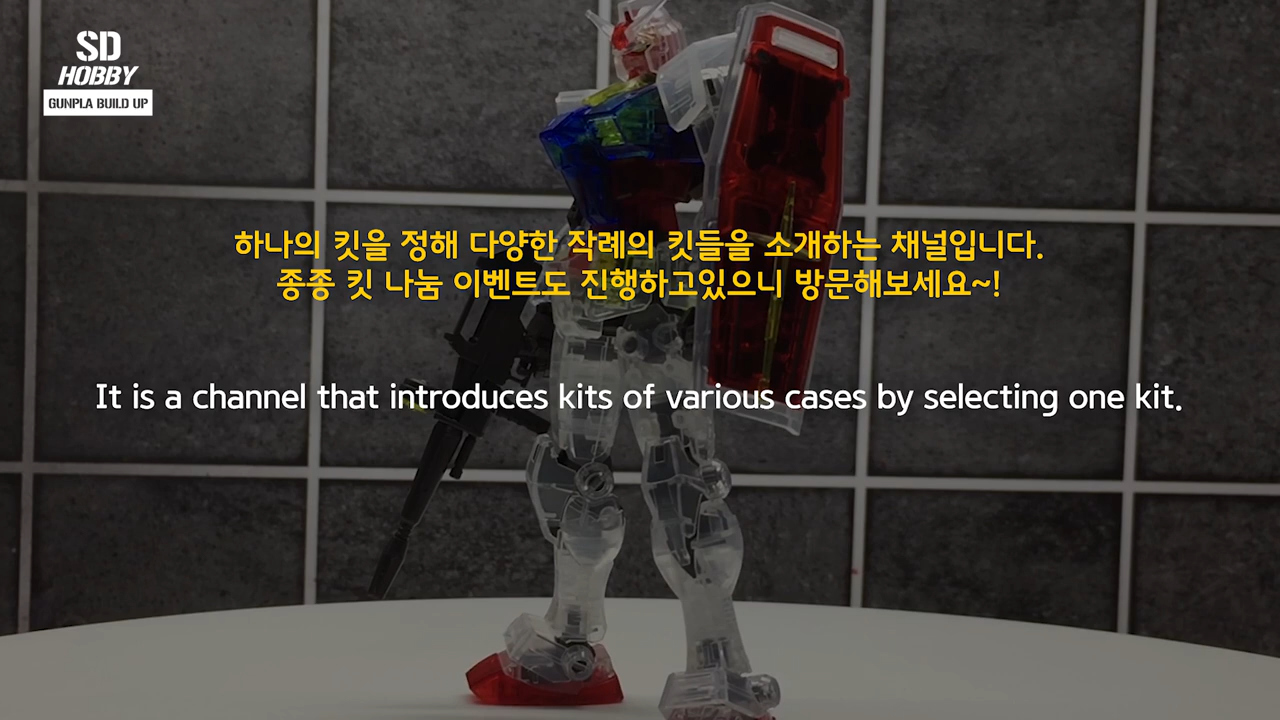 SD
HOBBY
GUNPLA BUILD UP
하나의 킷을 정해 다양한 작례의 킷들을 소개하는 채널입니다.
종종 킷 나눔 이벤트도 진행하고있으니 방문해보세요~!
It is a channel that introduces kits of various cases by selecting one kit.